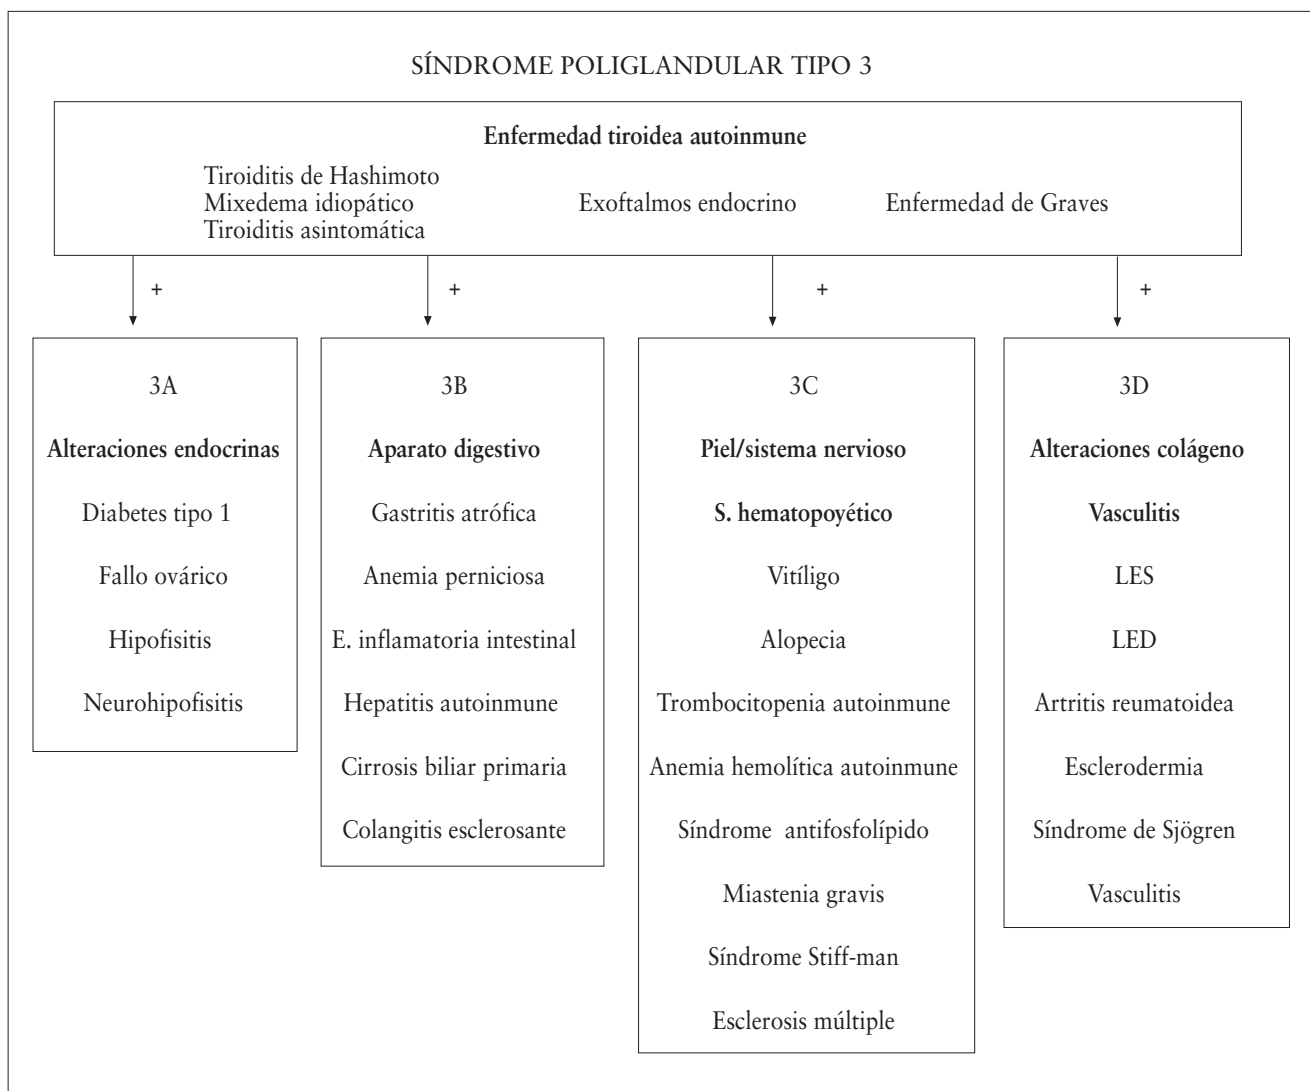 SÍNDROME POLIGLANDULAR TIPO 3
Enfermedad tiroidea autoinmune
Tiroiditis de Hashimoto
Mixedema idiopático
Tiroiditis asintomática
Exoftalmos endocrino
Enfermedad de Graves
+
+
+
+
3A
Alteraciones endocrinas
Diabetes tipo 1
Fallo ovárico
Hipofisitis
Neurohipofisitis
3B
Aparato digestivo
Gastritis atrófica
Anemia perniciosa
E. inflamatoria intestinal
Hepatitis autoinmune
Cirrosis biliar primaria
Colangitis esclerosante
3C
Piel/sistema nervioso
S. hematopoyético
Vitíligo
Alopecia
Trombocitopenia autoinmune
Anemia hemolítica autoinmune
Síndrome antifosfolípido
Miastenia gravis
Síndrome Stiff-man
Esclerosis múltiple
3D
Alteraciones colágeno
Vasculitis
LES
LED
Artritis reumatoidea
Esclerodermia
Síndrome de Sjögren
Vasculitis